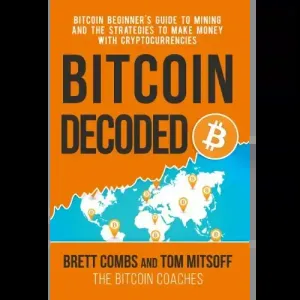 BITCOIN BEGINNER'S GUIDE TO MINING
AND THE STRATEGIES TO MAKE MONEY
WITH CRYPTOCURRENCIES
BITCOIN
DECODED
BRETT COMBS AND TOM MITSOFF
THE BITCOIN COACHES